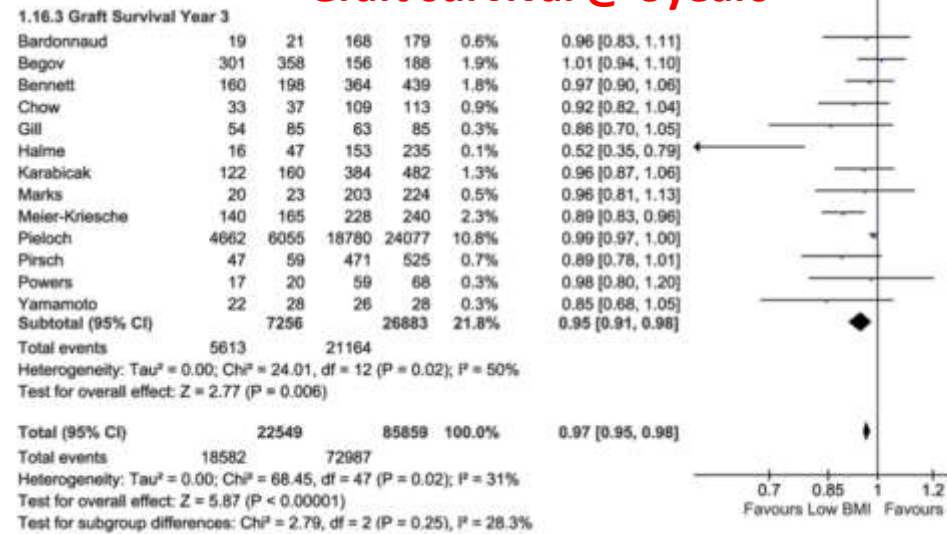 Graft survival @ 3 years
1.16.3 Graft Survival Year 3
Bardonnaud 19 21 168 179 0.6% 0.96 [0.83, 1.11]
Begov 301 358 156 188 1.9% 1.01 [0.94, 1.10]
Bennett 160 198 364 439 1.8% 0.97 [0.90, 1.06]
Chow 33 37 109 113 0.9% 0.92 [0.82, 1.04]
Gill 54 85 63 85 0.3% 0.86 [0.70, 1.05]
Halme 16 47 153 235 0.1% 0.52 [0.35, 0.79]
Karabicak 122 160 384 482 1.3% 0.96 [0.87, 1.06]
Marks 20 23 203 224 0.5% 0.96 [0.81, 1.13]
Meier-Kriesche 140 165 228 240 2.3% 0.89 [0.83, 0.96]
Pieloch 4662 6055 18780 24077 10.8% 0.99 [0.97, 1.00]
Pirsch 47 59 471 525 0.7% 0.89 [0.78, 1.01]
Powers 17 20 59 68 0.3% 0.98 [0.80, 1.20]
Yamamoto 22 28 26 28 0.3% 0.85 [0.68, 1.05]
Subtotal (95% CI) 7256 26883 21.8% 0.95 [0.91, 0.98]
Total events 5613 21164
Heterogeneity: Tau² = 0.00; Chi² = 24.01, df = 12 (P = 0.02); I² = 50%
Test for overall effect: Z = 2.77 (P = 0.006)
Total (95% CI) 22549 85859 100.0% 0.97 [0.95, 0.98]
Total events 18582 72987
Heterogeneity: Tau² = 0.00; Chi² = 68.45, df = 47 (P = 0.02); I² = 31%
Test for overall effect: Z = 5.87 (P < 0.00001)
Test for subgroup differences: Chi² = 2.79, df = 2 (P = 0.25), I² = 28.3%
0.7 0.85 1 1.2
Favours Low BMI Favours